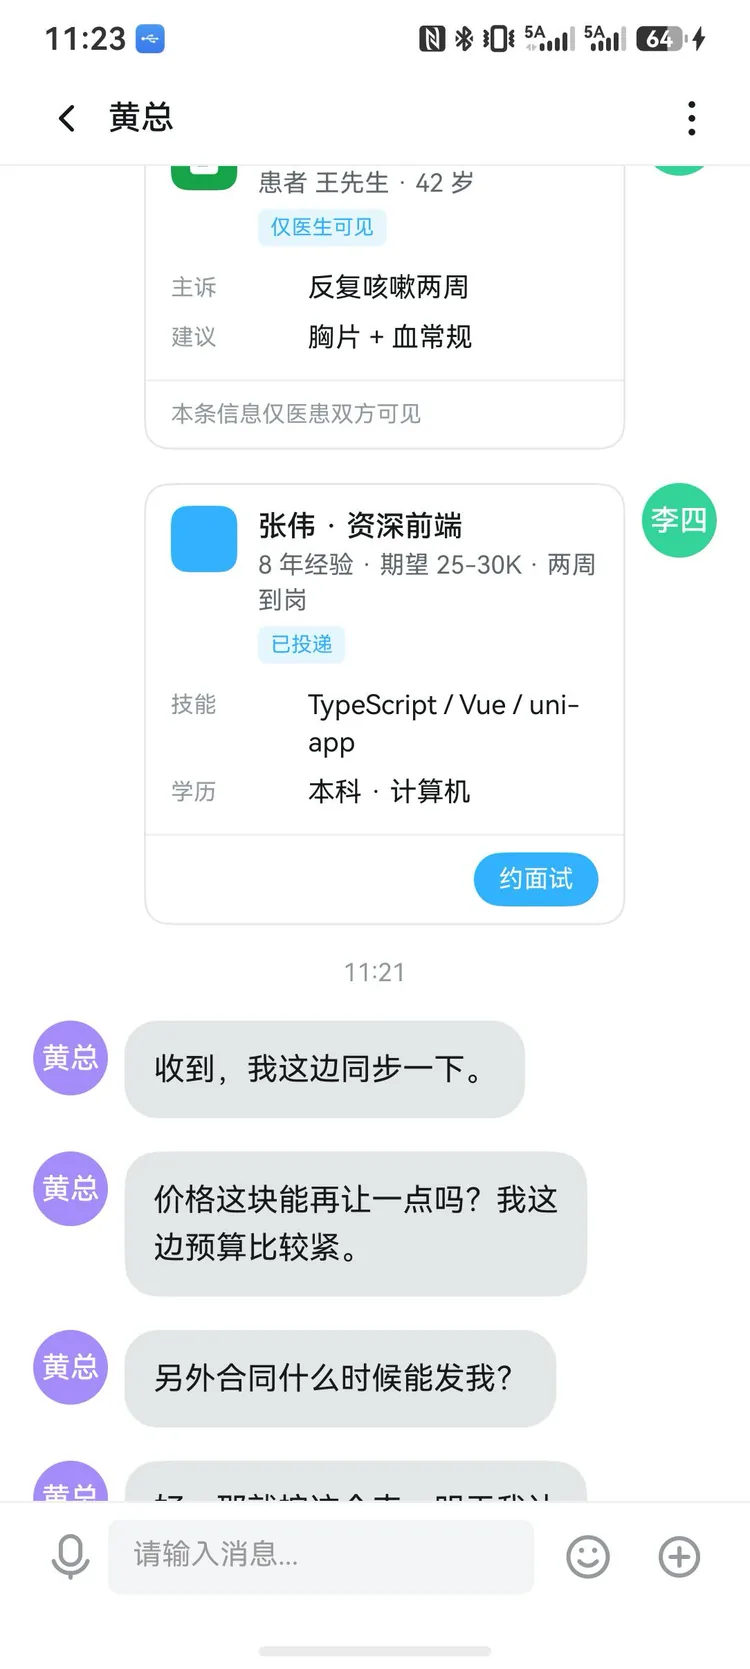 11:23
5A
5A
64
黄总
患者 王先生 · 42 岁
仅医生可见
主诉 反复咳嗽两周
建议 胸片 + 血常规
本条信息仅医患双方可见
李四
张伟 · 资深前端
8 年经验 · 期望 25-30K · 两周
到岗
已投递
技能 TypeScript / Vue / uni-
app
学历 本科 · 计算机
约面试
11:21
黄总
收到，我这边同步一下。
黄总
价格这块能再让一点吗？我这
边预算比较紧。
黄总
另外合同什么时候能发我？
黄总
请输入消息...